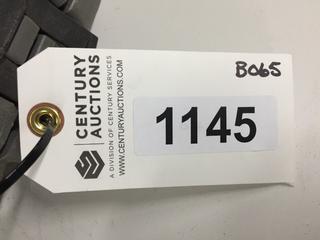 B065
CENTURY
AUCTIONS
A DIVISION OF CENTURY SERVICES
WWW.CENTURYAUCTIONS.COM
1145